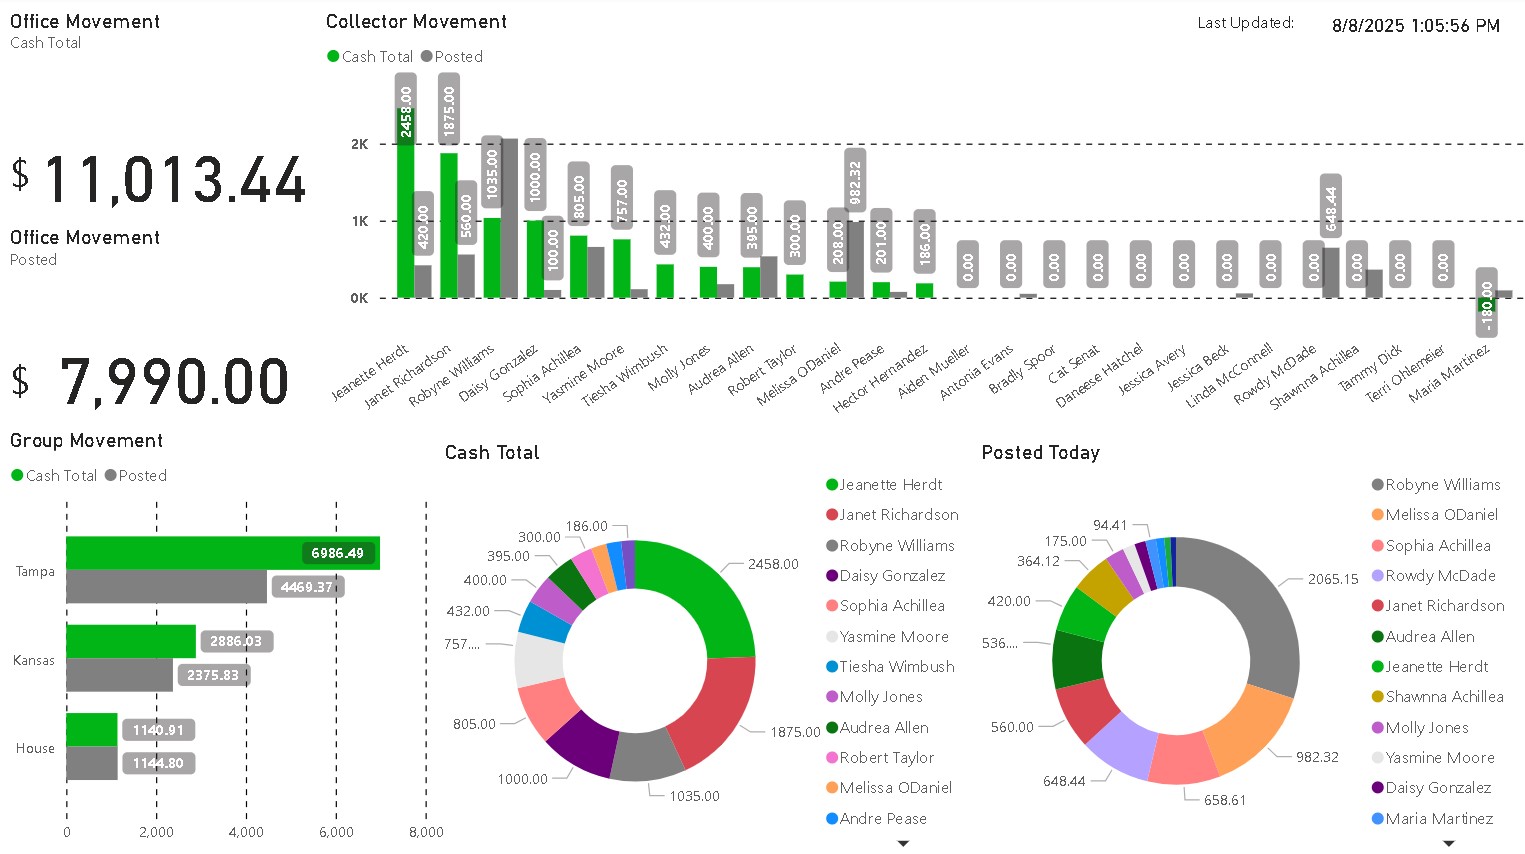 Office Movement
Cash Total
$ 11,013.44
Office Movement
Posted
$ 7,990.00
Collector Movement
Cash Total Posted
Last Updated: 8/8/2025 1:05:56 PM
2K
1K
0K
2458.00
420.00
1875.00
560.00
1035.00
1000.00
100.00
805.00
757.00
432.00
400.00
395.00
300.00
208.00
982.32
201.00
186.00
0.00
0.00
0.00
0.00
0.00
0.00
0.00
0.00
0.00
648.44
0.00
0.00
0.00
-180.00
Jeanette Herdt
Janet Richardson
Robyne Williams
Daisy Gonzalez
Sophia Achillea
Yasmine Moore
Tiesha Wimbush
Molly Jones
Audrea Allen
Robert Taylor
Melissa ODaniel
Andre Pease
Hector Hernandez
Aiden Mueller
Antonia Evans
Bradly Spoor
Cat Senat
Daneese Hatchel
Jessica Avery
Jessica Beck
Linda McConnell
Rowdy McDade
Shawnna Achillea
Tammy Dick
Terri Ohlemeier
Maria Martinez
Group Movement
Cash Total Posted
Tampa
6986.49
4469.37
Kansas
2886.03
2375.83
House
1140.91
1144.80
0 2,000 4,000 6,000 8,000
Cash Total
2458.00
1875.00
1035.00
1000.00
805.00
757....
432.00
400.00
395.00
300.00
186.00
Jeanette Herdt
Janet Richardson
Robyne Williams
Daisy Gonzalez
Sophia Achillea
Yasmine Moore
Tiesha Wimbush
Molly Jones
Audrea Allen
Robert Taylor
Melissa ODaniel
Andre Pease
Posted Today
2065.15
982.32
658.61
648.44
560.00
536....
420.00
364.12
175.00
94.41
Robyne Williams
Melissa ODaniel
Sophia Achillea
Rowdy McDade
Janet Richardson
Audrea Allen
Jeanette Herdt
Shawnna Achillea
Molly Jones
Yasmine Moore
Daisy Gonzalez
Maria Martinez